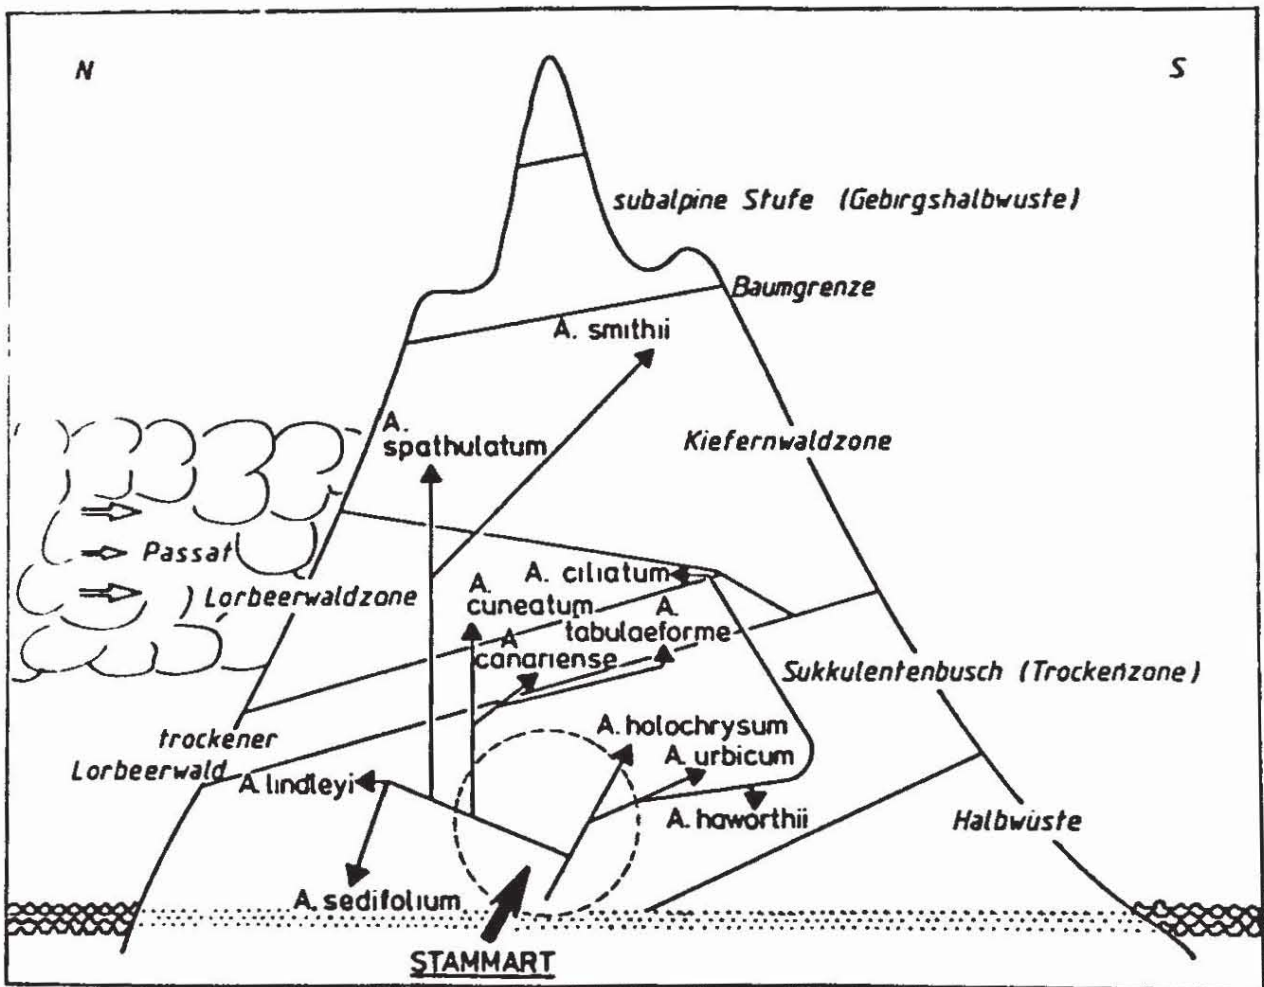 N
S
subalpine Stufe (Gebirgshalbwuste)
Baumgrenze
A. smithii
A.
spathulatum
Kiefernwaldzone
Passat
A. ciliatum
Lorbeerwaldzone
A.
cuneatum
A.
tabulaeforme
A
canariense
Sukkulentenbusch (Trockenzone)
trockener
Lorbeerwald
A. holochrysum
A. urbicum
A. lindleyi
A. haworthii
Halbwüste
A. sedifolium
STAMMART